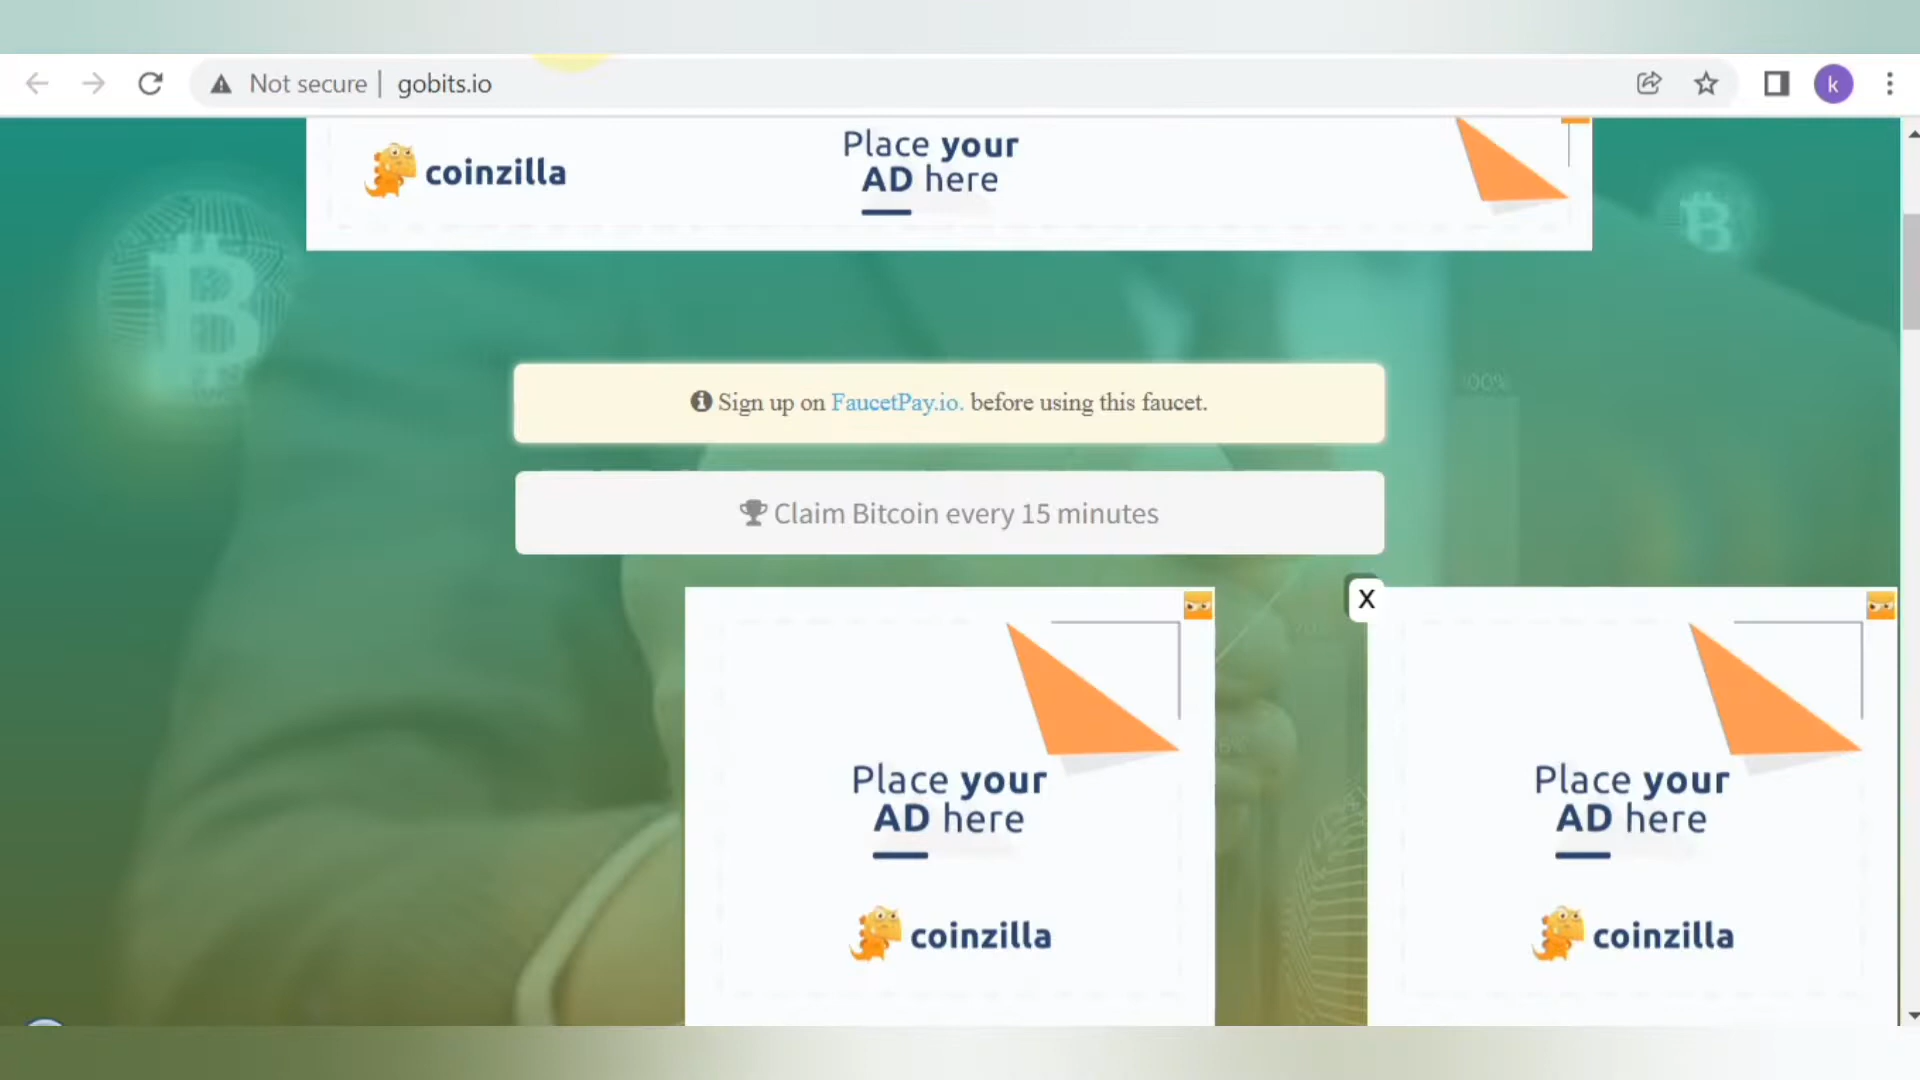 Not secure | gobits.io
coinzilla
Place your
AD here
Sign up on FaucetPay.io. before using this faucet.
Claim Bitcoin every 15 minutes
X
Place your
AD here
coinzilla
Place your
AD here
coinzilla
k